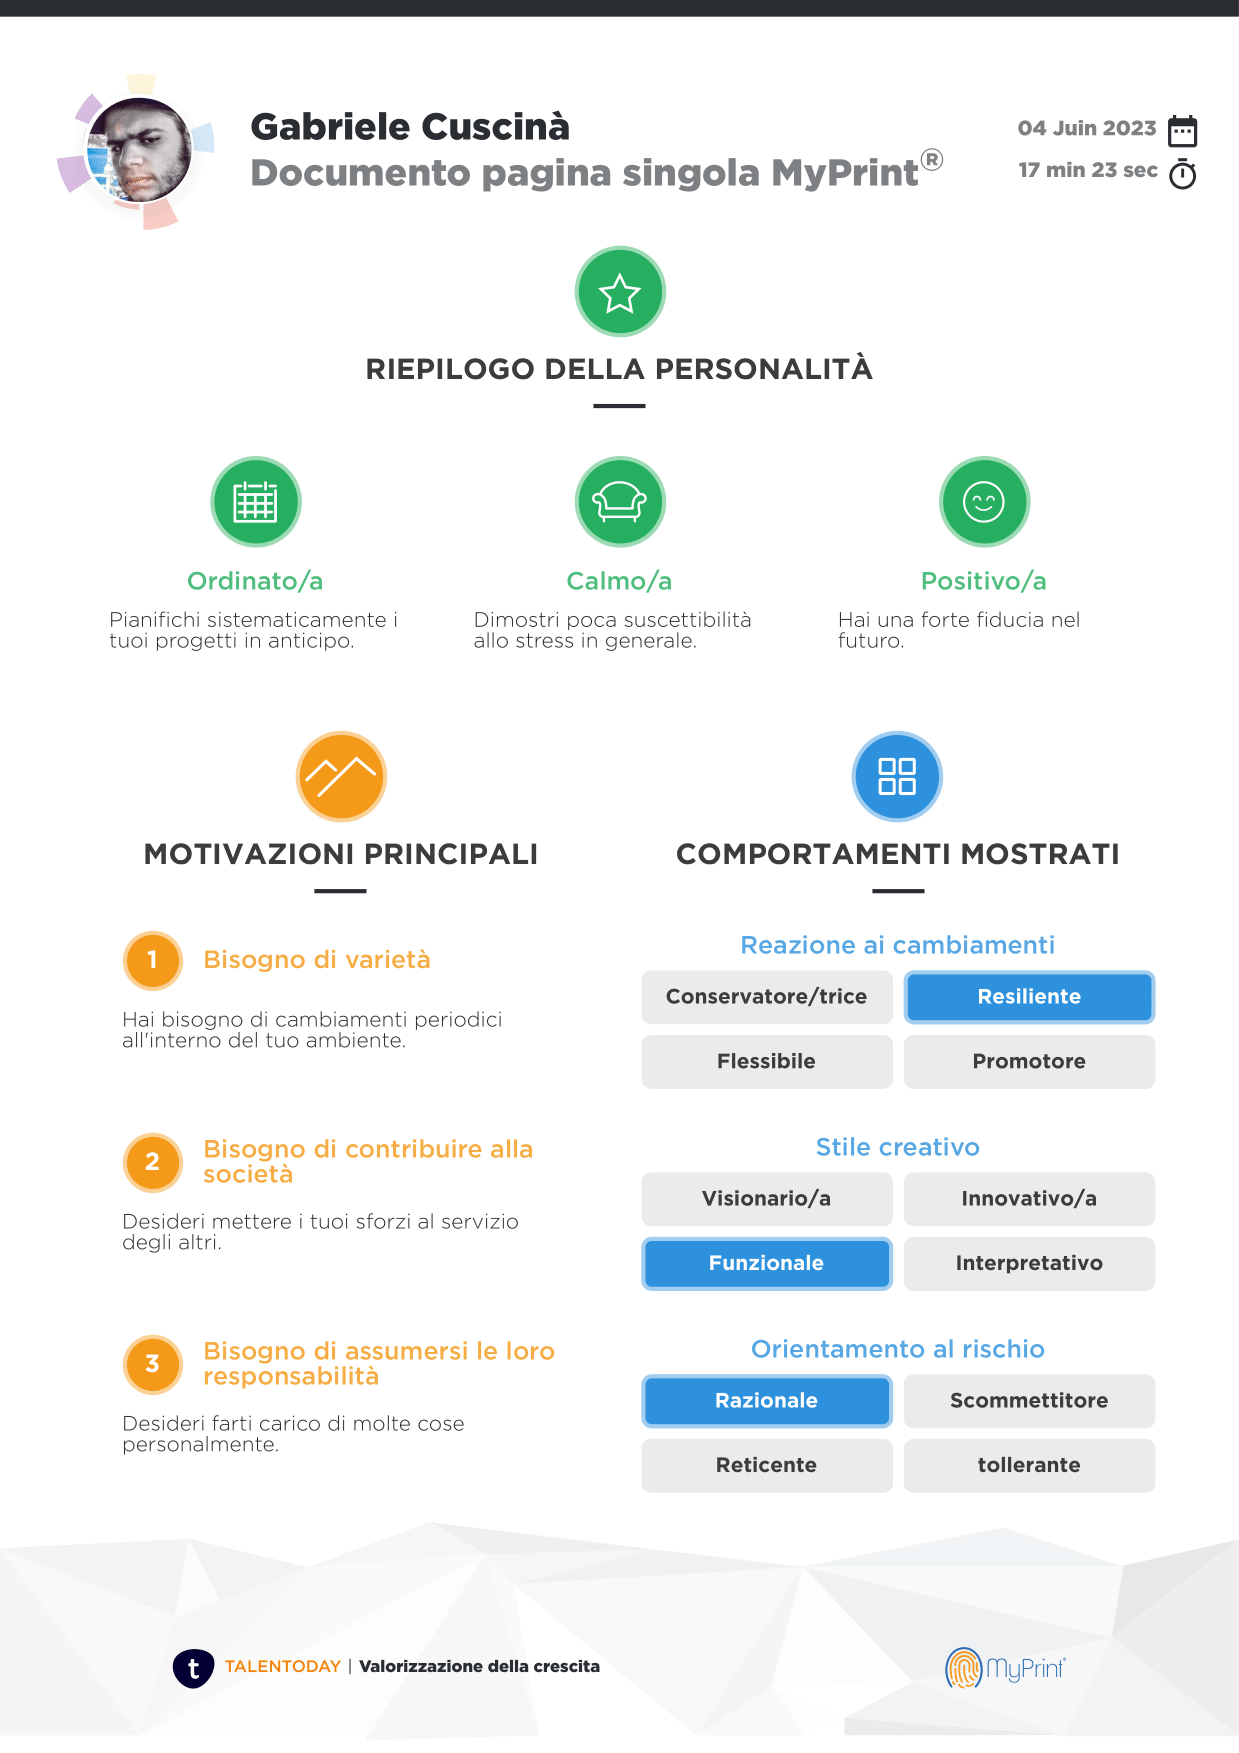 Gabriele Cuscinà
Documento pagina singola MyPrint®
04 Juin 2023
17 min 23 sec
RIEPILOGO DELLA PERSONALITÀ
Ordinato/a
Pianifichi sistematicamente i
tuoi progetti in anticipo.
Calmo/a
Dimostri poca suscettibilità
allo stress in generale.
Positivo/a
Hai una forte fiducia nel
futuro.
MOTIVAZIONI PRINCIPALI
1
Bisogno di varietà
Hai bisogno di cambiamenti periodici
all'interno del tuo ambiente.
2
Bisogno di contribuire alla
società
Desideri mettere i tuoi sforzi al servizio
degli altri.
3
Bisogno di assumersi le loro
responsabilità
Desideri farti carico di molte cose
personalmente.
COMPORTAMENTI MOSTRATI
Reazione ai cambiamenti
Conservatore/trice
Resiliente
Flessibile
Promotore
Stile creativo
Visionario/a
Innovativo/a
Funzionale
Interpretativo
Orientamento al rischio
Razionale
Scommettitore
Reticente
tollerante
t
TALENTODAY | Valorizzazione della crescita
MyPrint®